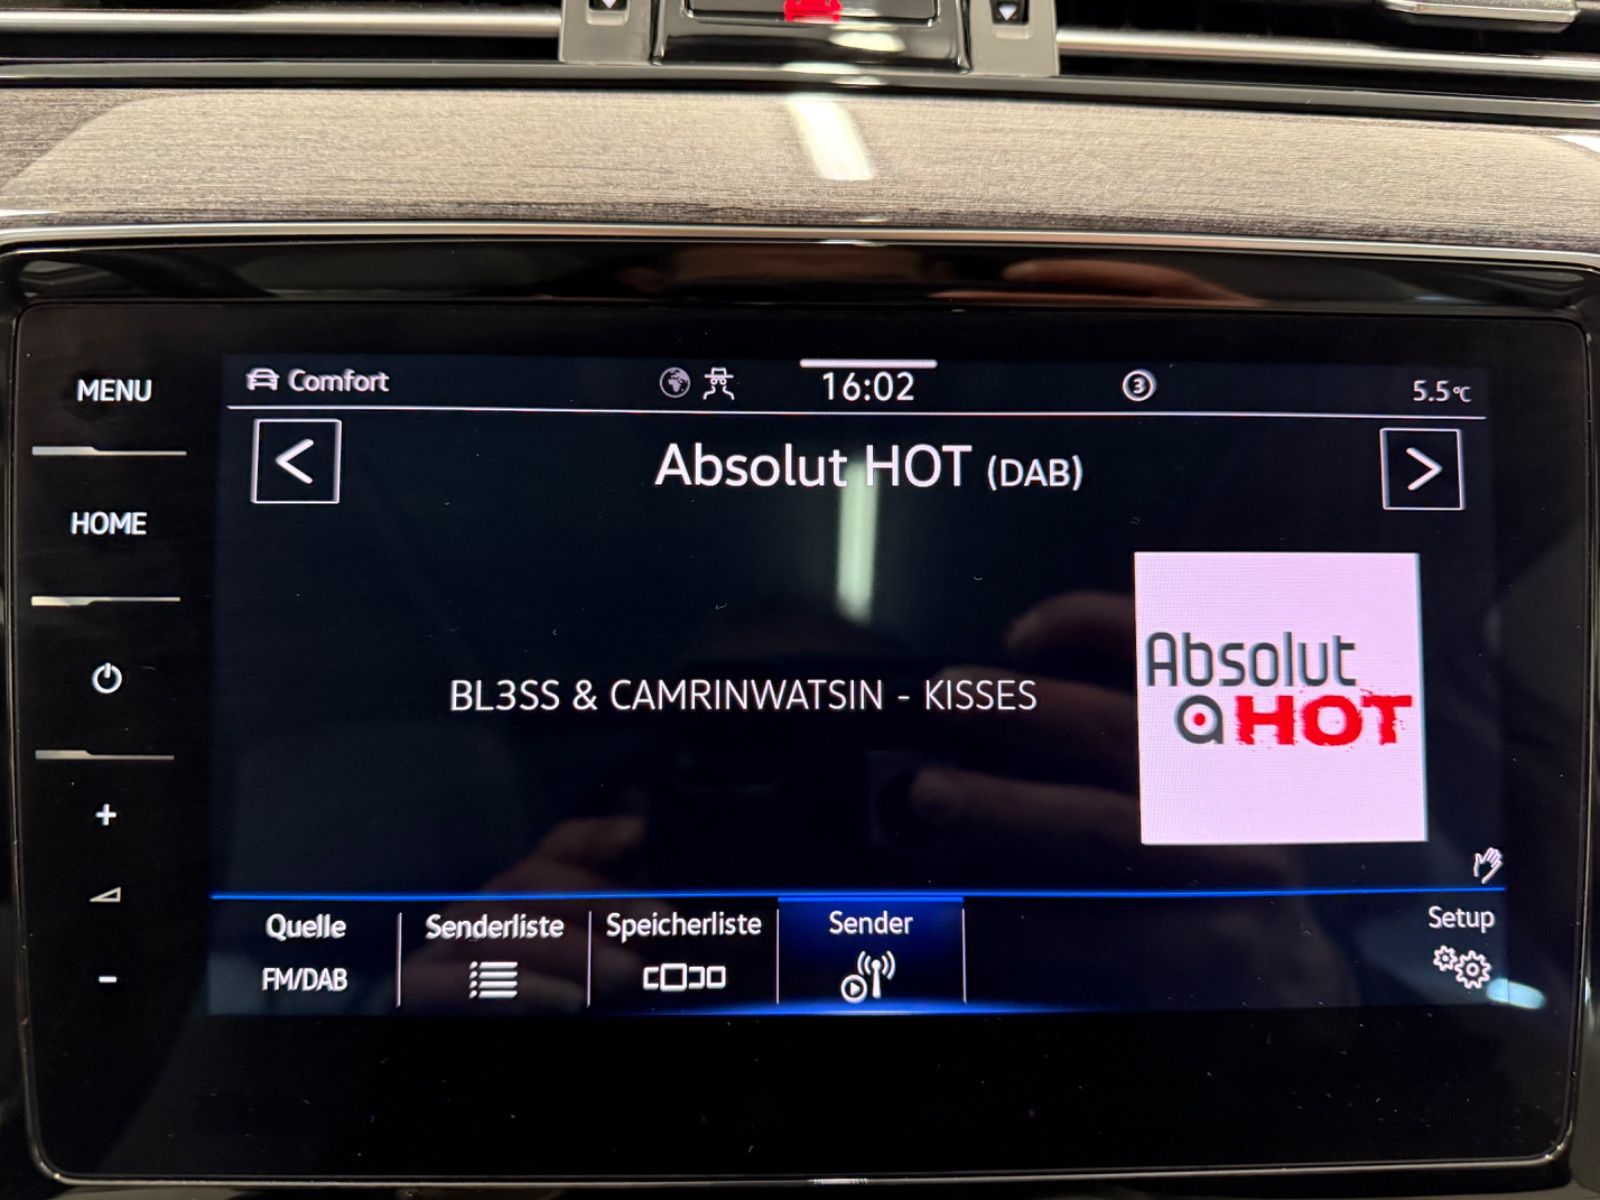 MENU
HOME
Comfort
16:02
3
5.5°C
<
Absolut HOT (DAB)
>
BL3SS & CAMRINWATSIN - KISSES
Absolut
a HOT
+
-
Quelle
FM/DAB
Senderliste
Speicherliste
Sender
Setup